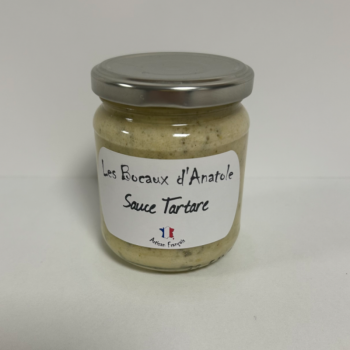 Les Bocaux d'Anatole
Sauce Tartare
Artisan Français